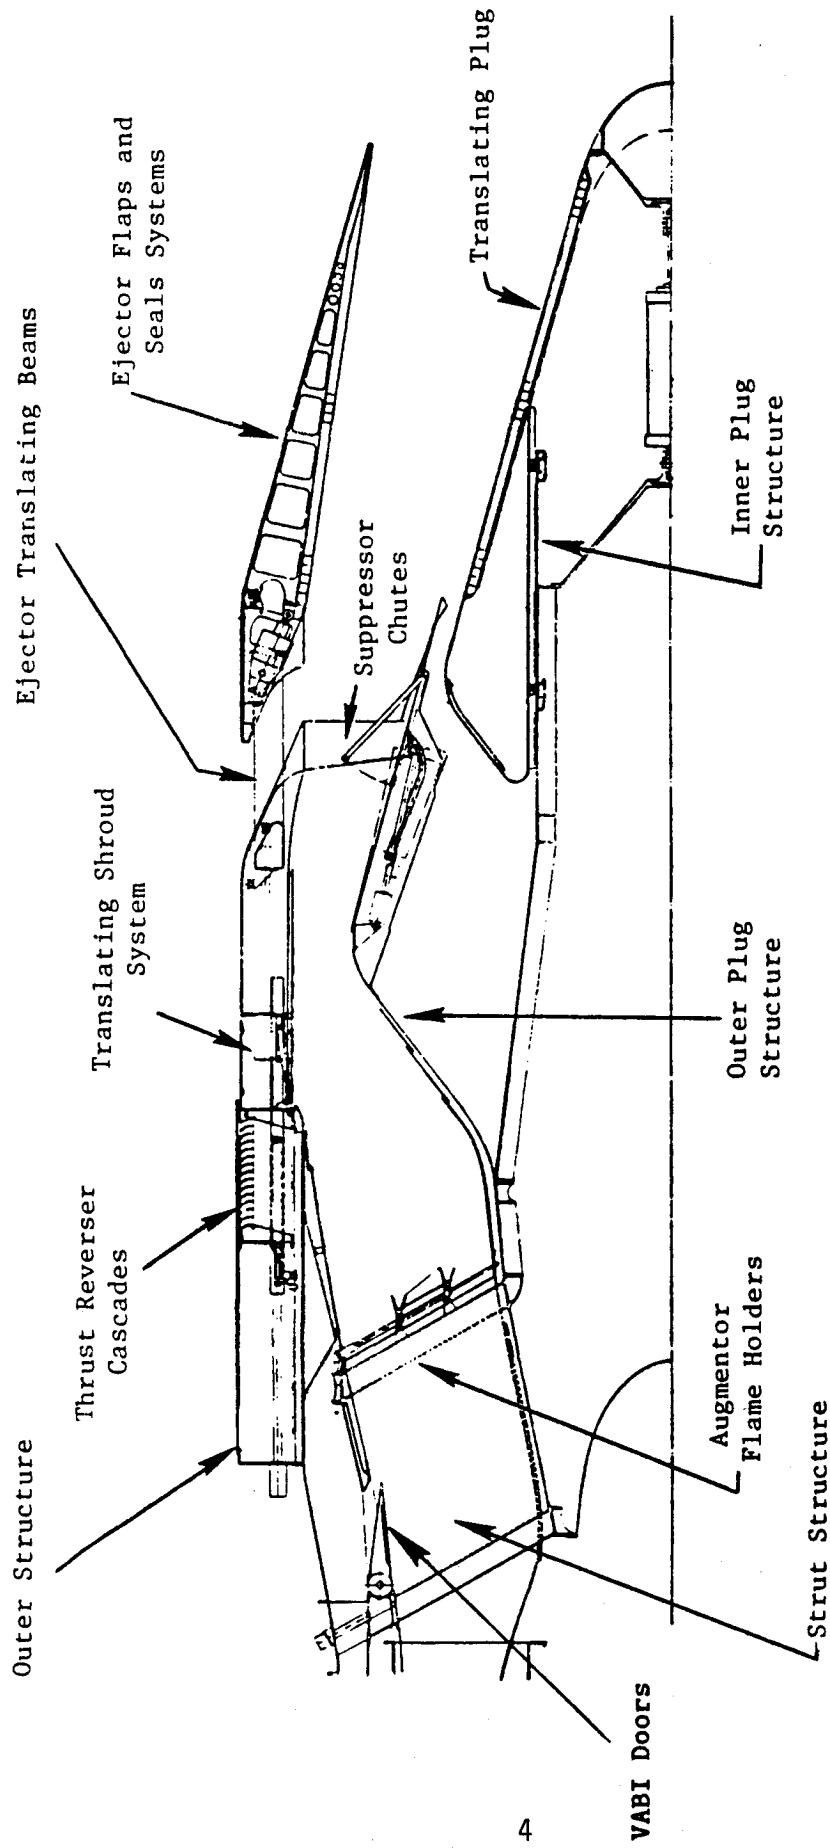 Outer Structure
Thrust Reverser
Cascades
Translating Shroud
System
Ejector Translating Beams
Ejector Flaps and
Seals Systems
Suppressor
Chutes
Translating Plug
VABI Doors
Strut Structure
Augmentor
Flame Holders
Outer Plug
Structure
Inner Plug
Structure
4